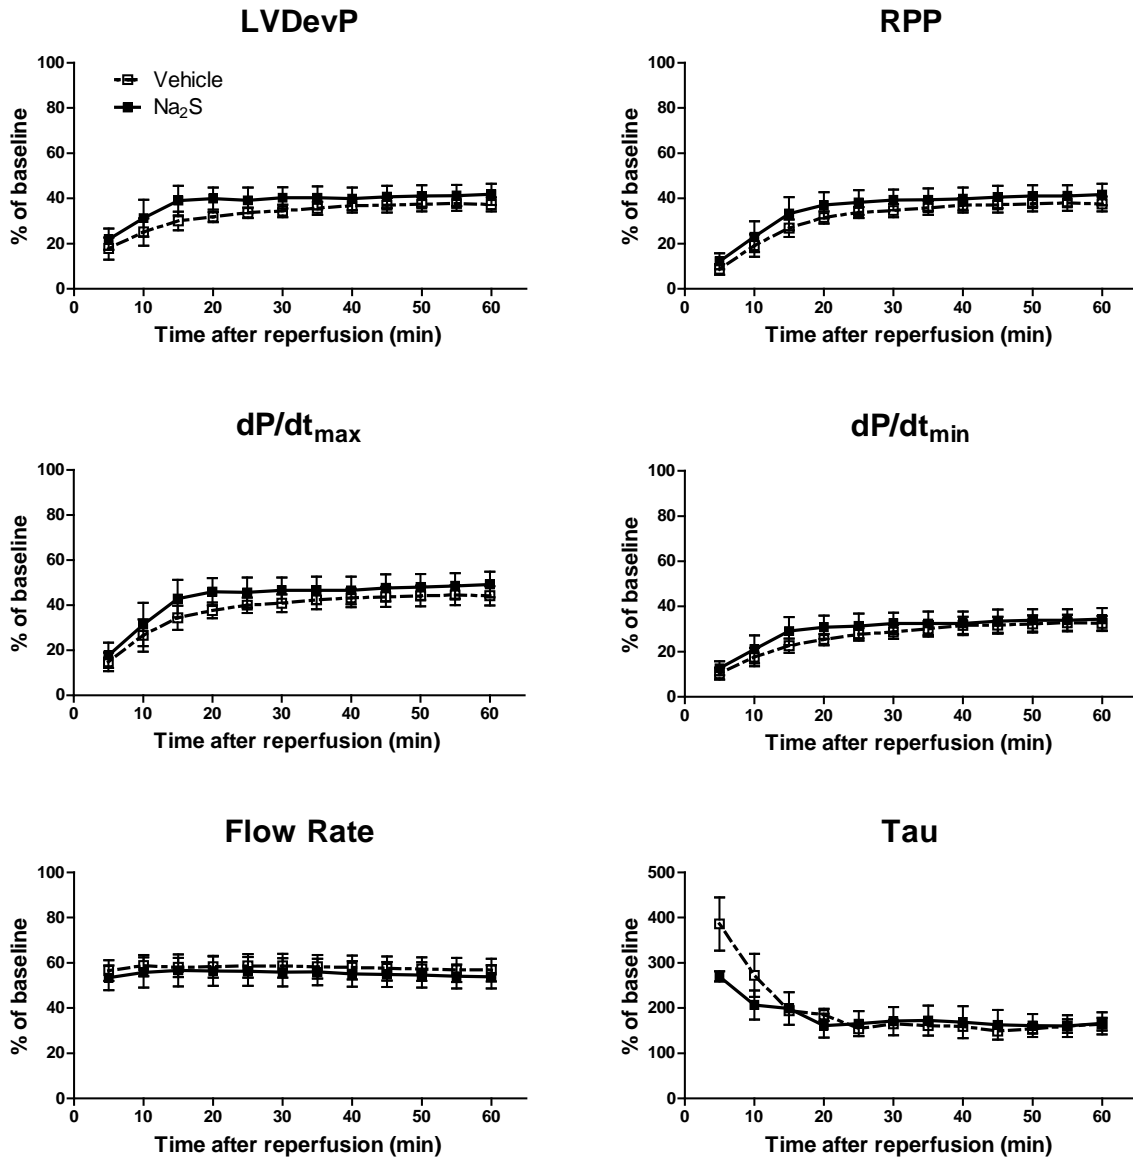 LVDevP
% of baseline
100
80
60
40
20
0
Vehicle
Na₂S
0 10 20 30 40 50 60
Time after reperfusion (min)
RPP
% of baseline
100
80
60
40
20
0
0 10 20 30 40 50 60
Time after reperfusion (min)
dP/dtmax
% of baseline
100
80
60
40
20
0
0 10 20 30 40 50 60
Time after reperfusion (min)
dP/dtmin
% of baseline
100
80
60
40
20
0
0 10 20 30 40 50 60
Time after reperfusion (min)
Flow Rate
% of baseline
100
80
60
40
20
0
0 10 20 30 40 50 60
Time after reperfusion (min)
Tau
% of baseline
500
400
300
200
100
0
0 10 20 30 40 50 60
Time after reperfusion (min)